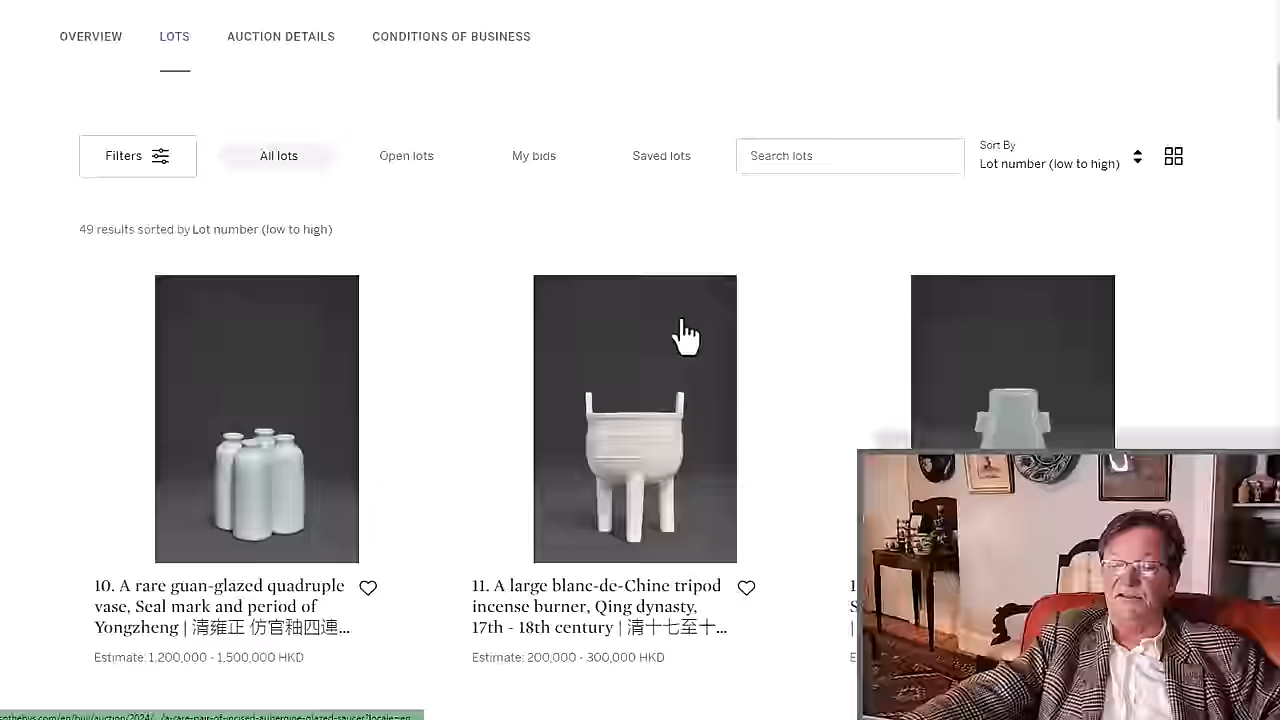 OVERVIEW LOTS AUCTION DETAILS CONDITIONS OF BUSINESS
Filters All lots Open lots My bids Saved lots Search lots Sort By
Lot number (low to high)
49 results sorted by Lot number (low to high)
10. A rare guan-glazed quadruple
vase, Seal mark and period of
Yongzheng | 清雍正 仿官釉四連...
Estimate: 1,200,000 - 1,500,000 HKD
11. A large blanc-de-Chine tripod
incense burner, Qing dynasty,
17th - 18th century | 清十七至十...
Estimate: 200,000 - 300,000 HKD